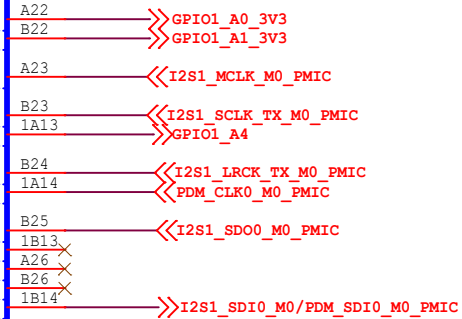 A22 GPIO1_A0_3V3
B22 GPIO1_A1_3V3
A23 I2S1_MCLK_M0_PMIC
B23 I2S1_SCLK_TX_M0_PMIC
1A13 GPIO1_A4
B24 I2S1_LRCK_TX_M0_PMIC
1A14 PDM_CLK0_M0_PMIC
B25 I2S1_SDO0_M0_PMIC
1B13
A26
B26
1B14 I2S1_SDI0_M0/PDM_SDI0_M0_PMIC